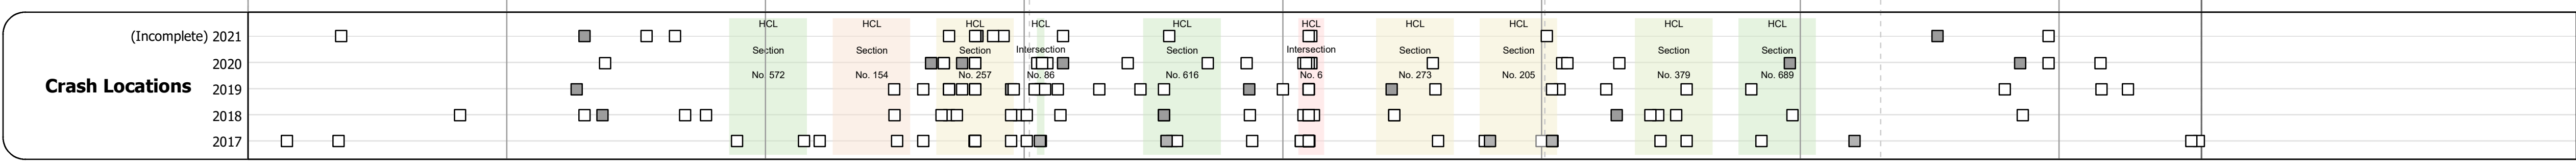 HCL HCL HCL HCL HCL HCL HCL HCL HCL HCL
(Incomplete) 2021
Section Section Section Intersection Section Intersection Section Section Section Section
2020
No. 572 No. 154 No. 257 No. 86 No. 616 No. 6 No. 273 No. 205 No. 379 No. 689
Crash Locations
2019
2018
2017